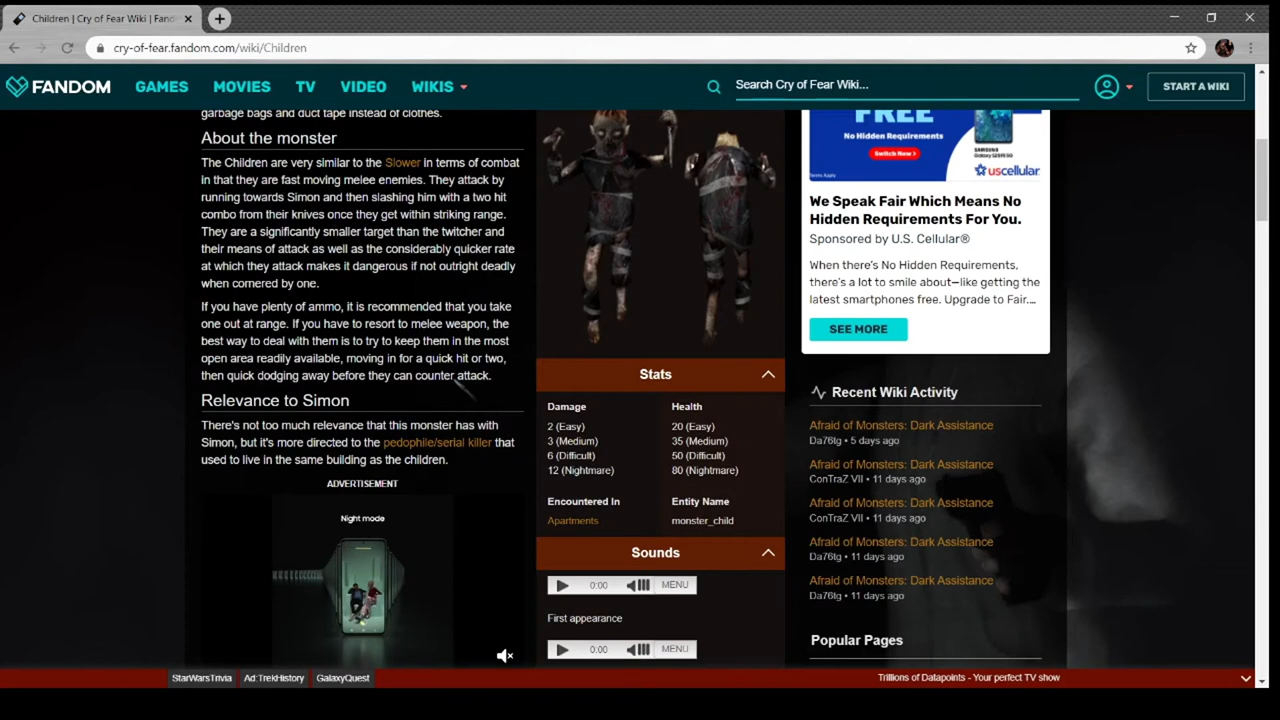 Children | Cry of Fear Wiki | Fand
cry-of-fear.fandom.com/wiki/Children
FANDOM
GAMES
MOVIES
TV
VIDEO
WIKIS
Search Cry of Fear Wiki...
START A WIKI
garbage bags and duct tape instead of clothes.
About the monster
The Children are very similar to the Slower in terms of combat
in that they are fast moving melee enemies. They attack by
running towards Simon and then slashing him with a two hit
combo from their knives once they get within striking range.
They are a significantly smaller target than the twitcher and
their means of attack as well as the considerably quicker rate
at which they attack makes it dangerous if not outright deadly
when cornered by one.
If you have plenty of ammo, it is recommended that you take
one out at range. If you have to resort to melee weapon, the
best way to deal with them is to try to keep them in the most
open area readily available, moving in for a quick hit or two,
then quick dodging away before they can counter attack.
Relevance to Simon
There's not too much relevance that this monster has with
Simon, but it's more directed to the pedophile/serial killer that
used to live in the same building as the children.
ADVERTISEMENT
Night mode
Stats
Damage
2 (Easy)
3 (Medium)
6 (Difficult)
12 (Nightmare)
Health
20 (Easy)
35 (Medium)
50 (Difficult)
80 (Nightmare)
Encountered In
Apartments
Entity Name
monster_child
Sounds
0:00
MENU
First appearance
0:00
MENU
FREE
No Hidden Requirements
Switch Now >
Terms Apply
SAMSUNG
uscellular
We Speak Fair Which Means No
Hidden Requirements For You.
Sponsored by U.S. Cellular®
When there's No Hidden Requirements,
there's a lot to smile about—like getting the
latest smartphones free. Upgrade to Fair....
SEE MORE
Recent Wiki Activity
Afraid of Monsters: Dark Assistance
Da76tg • 5 days ago
Afraid of Monsters: Dark Assistance
ConTraZ VII • 11 days ago
Afraid of Monsters: Dark Assistance
ConTraZ VII • 11 days ago
Afraid of Monsters: Dark Assistance
Da76tg • 11 days ago
Afraid of Monsters: Dark Assistance
Da76tg • 11 days ago
Popular Pages
StarWarsTrivia
Ad:TrekHistory
GalaxyQuest
Trillions of Datapoints - Your perfect TV show